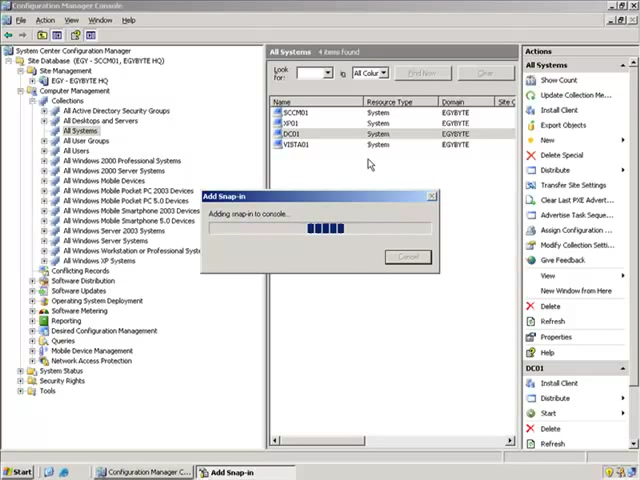 Configuration Manager Console
File Action View Window Help
System Center Configuration Manager
Site Database (EGY - SCCM01, EGYBYTE HQ)
Site Management
EGY - EGYBYTE HQ
Computer Management
Collections
All Active Directory Security Groups
All Desktops and Servers
All Systems
All User Groups
All Users
All Windows 2000 Professional Systems
All Windows Mobile Devices
All Windows Mobile Pocket PC 2003 Devices
All Windows Mobile Pocket PC 5.0 Devices
All Windows Mobile Smartphone 2003 Devices
All Windows Mobile Smartphone 5.0 Devices
All Windows Server 2003 Systems
All Windows Server Systems
All Windows Workstation or Professional Syste
All Windows XP Systems
Conflicting Records
Software Distribution
Software Updates
Operating System Deployment
Software Metering
Reporting
Desired Configuration Management
Queries
Mobile Device Management
Network Access Protection
System Status
Security Rights
Tools
All Systems 4 items found
Look for: in All Colur Find Now Clear
Name Resource Type Domain Site C
SCCM01 System EGYBYTE
XP01 System EGYBYTE
DC01 System EGYBYTE
VISTA01 System EGYBYTE
Add Snap-in
Adding snap-in to console...
Cancel
Actions
All Systems
Show Count
Update Collection Me...
Install Client
New
Delete Special
Distribute
Transfer Site Settings
Clear Last PXE Advert...
Advertise Task Seque...
Assign Configuration ...
Modify Collection Setti...
Give Feedback
View
New Window from Here
Delete
Refresh
Properties
Help
DC01
Install Client
Distribute
Start
Delete
Refresh
Start Configuration Manager C... Add Snap-in